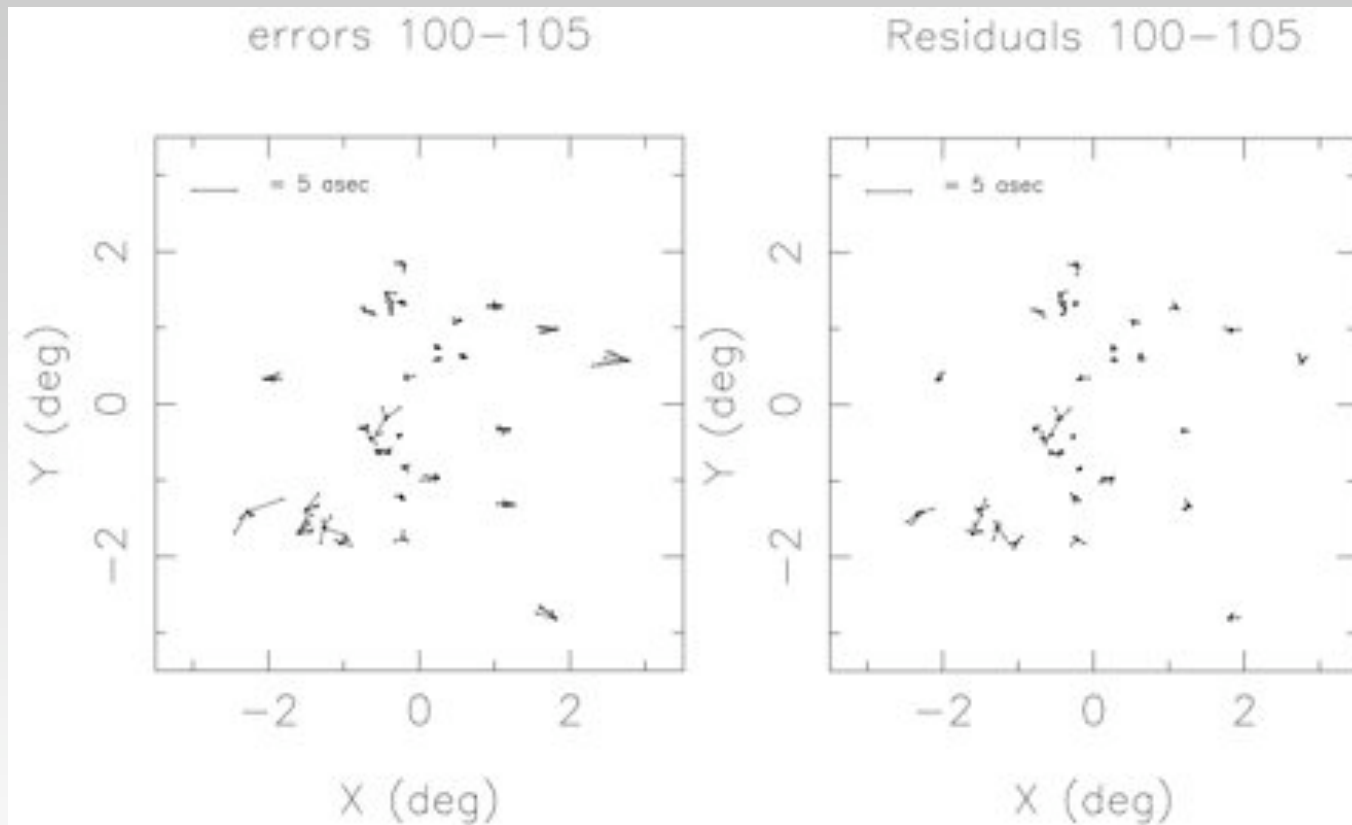 errors 100-105
= 5 asec
2
0
-2
Y (deg)
-2
0
2
X (deg)
Residuals 100-105
= 5 asec
2
0
-2
Y (deg)
-2
0
2
X (deg)